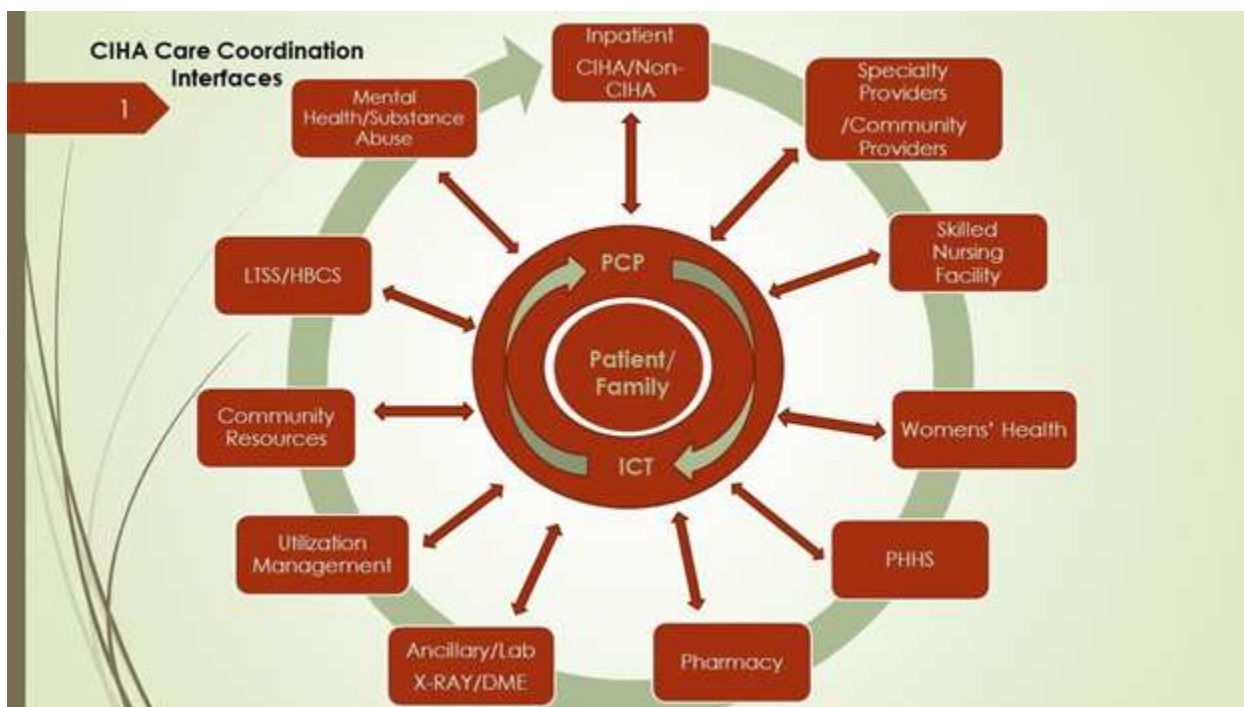 CIHA Care Coordination
Interfaces
1
Inpatient
CIHA/Non-
CIHA
Specialty
Providers
/Community
Providers
Skilled
Nursing
Facility
Womens' Health
PHHS
Pharmacy
Ancillary/Lab
X-RAY/DME
Utilization
Management
Community
Resources
LTSS/HBCS
Mental
Health/Substance
Abuse
PCP
Patient/
Family
ICT